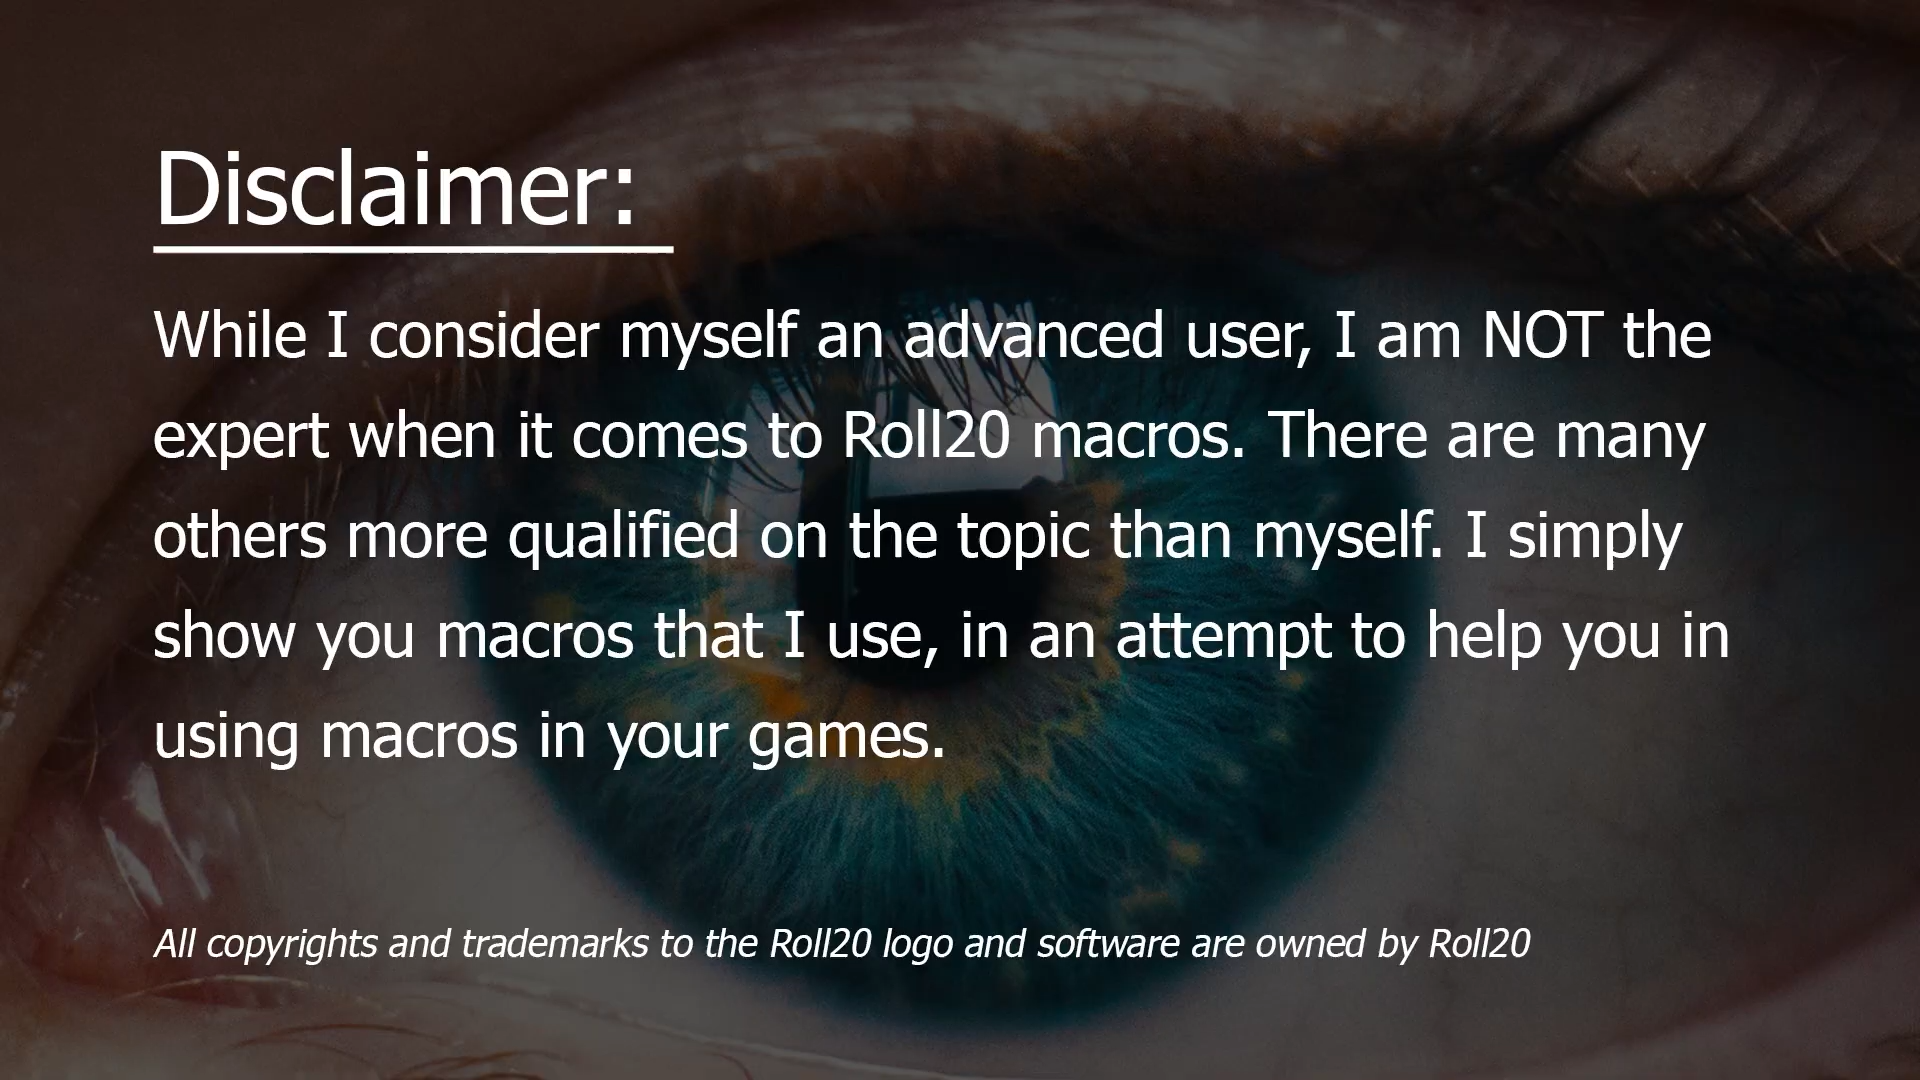 Disclaimer:
While I consider myself an advanced user, I am NOT the
expert when it comes to Roll20 macros. There are many
others more qualified on the topic than myself. I simply
show you macros that I use, in an attempt to help you in
using macros in your games.
All copyrights and trademarks to the Roll20 logo and software are owned by Roll20